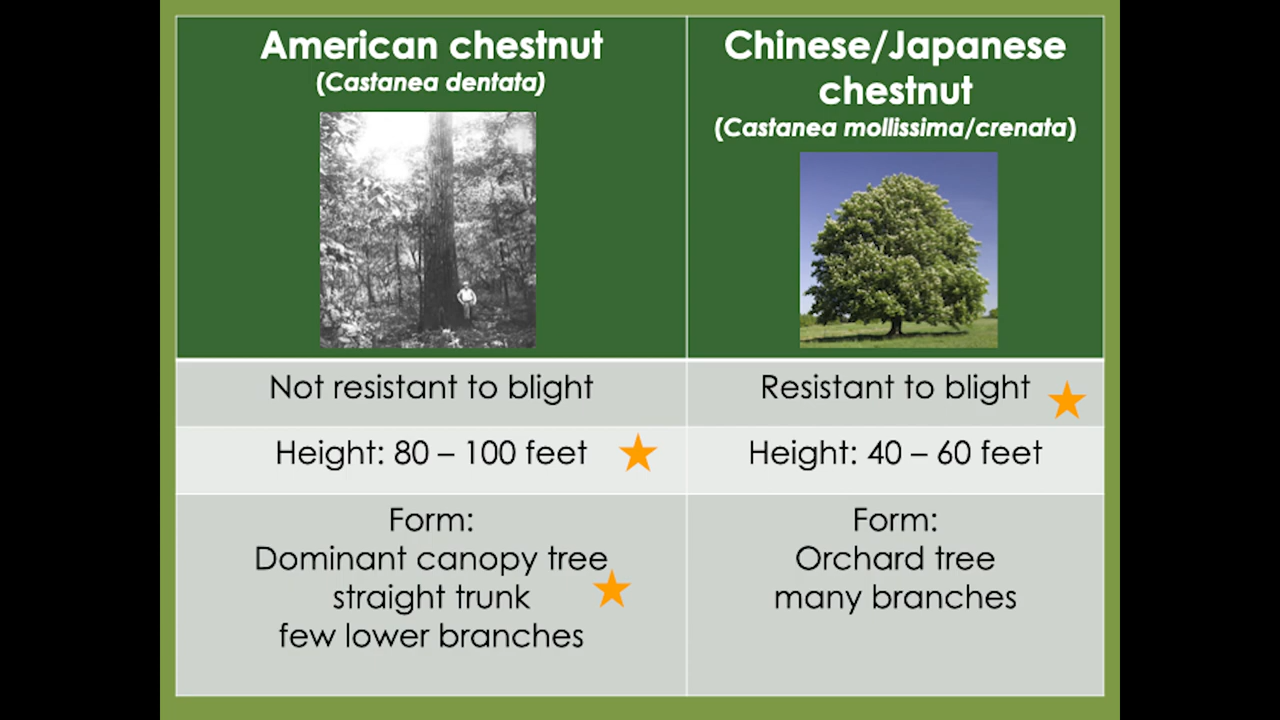 American chestnut
(Castanea dentata)
Chinese/Japanese
chestnut
(Castanea mollissima/crenata)
Not resistant to blight
Resistant to blight
Height: 80 – 100 feet
Height: 40 – 60 feet
Form:
Dominant canopy tree
straight trunk
few lower branches
Form:
Orchard tree
many branches